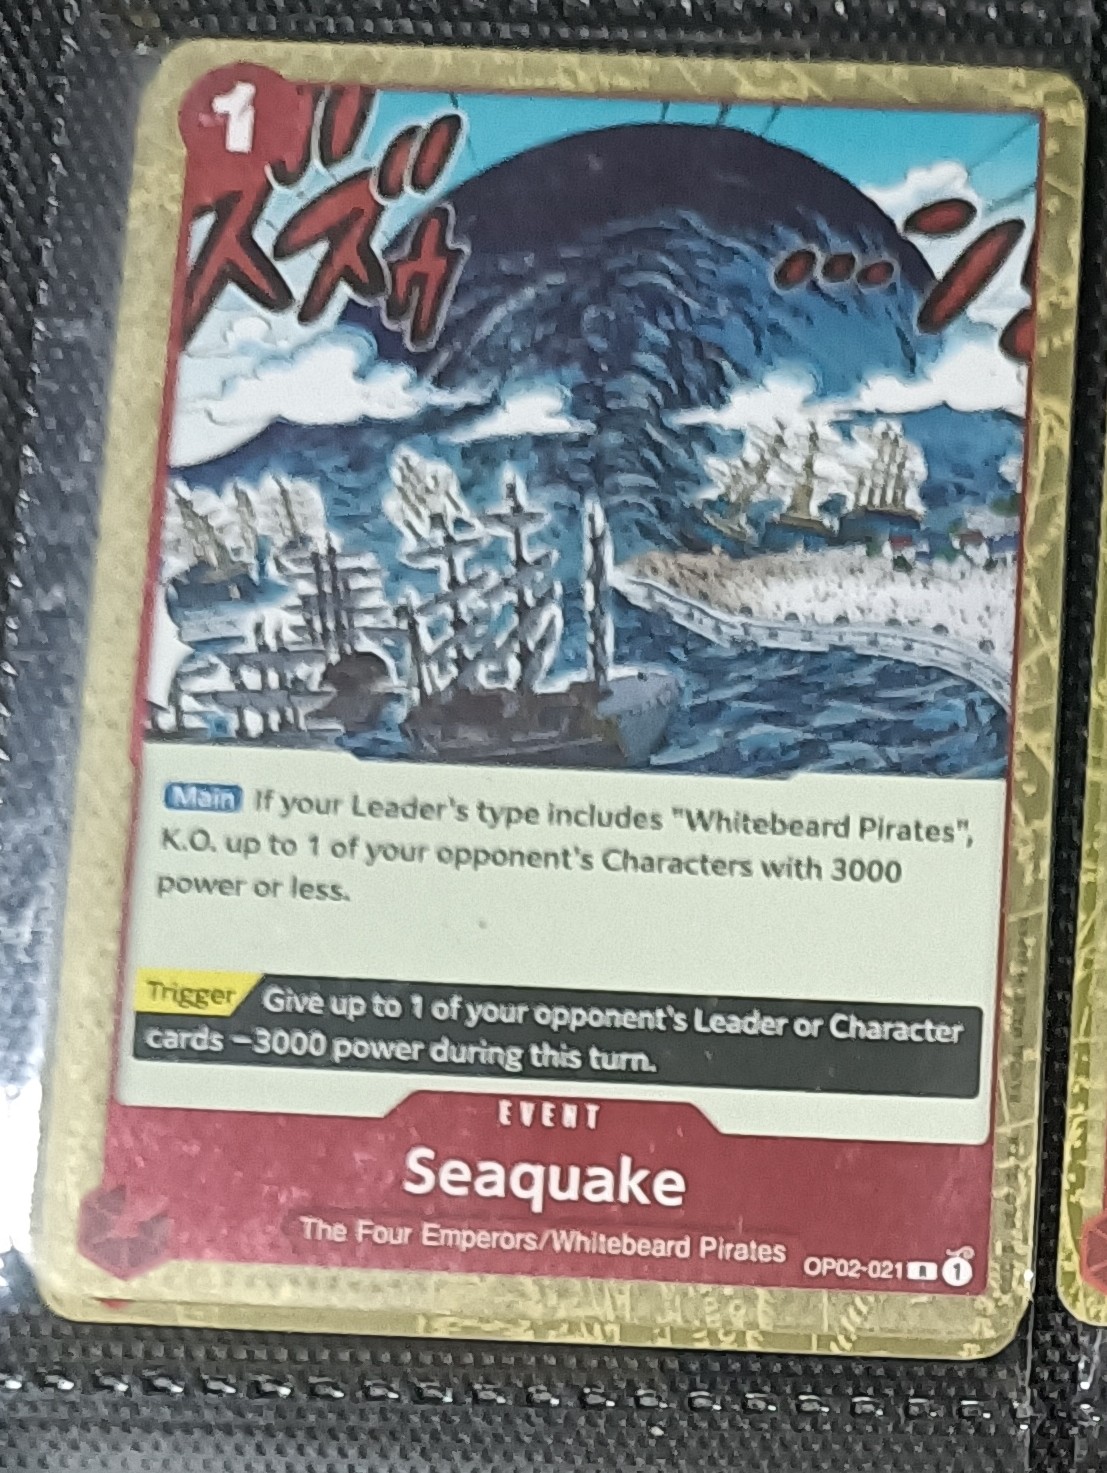 1
ズズゥ
…ン
Main If your Leader's type includes "Whitebeard Pirates",
K.O. up to 1 of your opponent's Characters with 3000
power or less.
Trigger Give up to 1 of your opponent's Leader or Character
cards −3000 power during this turn.
EVENT
Seaquake
The Four Emperors/Whitebeard Pirates
OP02-021 R 1